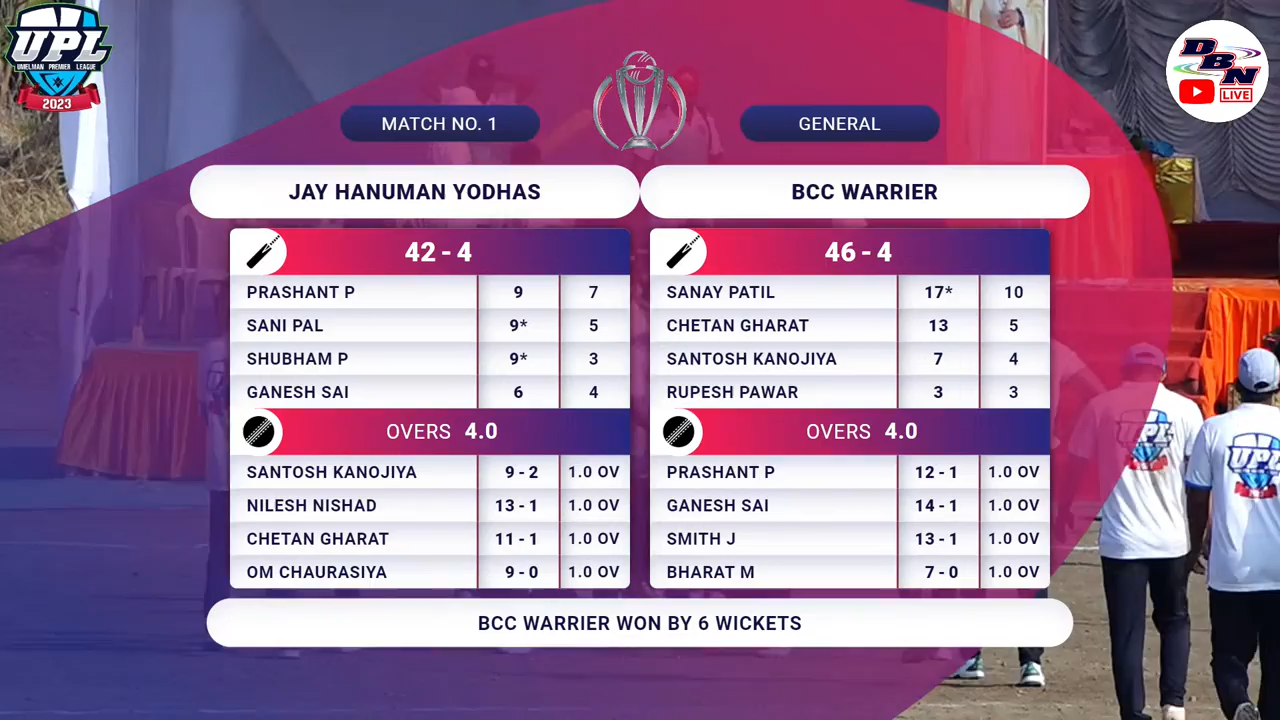 UPL
UMELMAN PREMIER LEAGUE
2023
DBN
LIVE
MATCH NO. 1
GENERAL
JAY HANUMAN YODHAS
BCC WARRIER
42 - 4
PRASHANT P 9 7
SANI PAL 9* 5
SHUBHAM P 9* 3
GANESH SAI 6 4
OVERS 4.0
SANTOSH KANOJIYA 9 - 2 1.0 OV
NILESH NISHAD 13 - 1 1.0 OV
CHETAN GHARAT 11 - 1 1.0 OV
OM CHAURASIYA 9 - 0 1.0 OV
46 - 4
SANAY PATIL 17* 10
CHETAN GHARAT 13 5
SANTOSH KANOJIYA 7 4
RUPESH PAWAR 3 3
OVERS 4.0
PRASHANT P 12 - 1 1.0 OV
GANESH SAI 14 - 1 1.0 OV
SMITH J 13 - 1 1.0 OV
BHARAT M 7 - 0 1.0 OV
BCC WARRIER WON BY 6 WICKETS
UPL
UPL